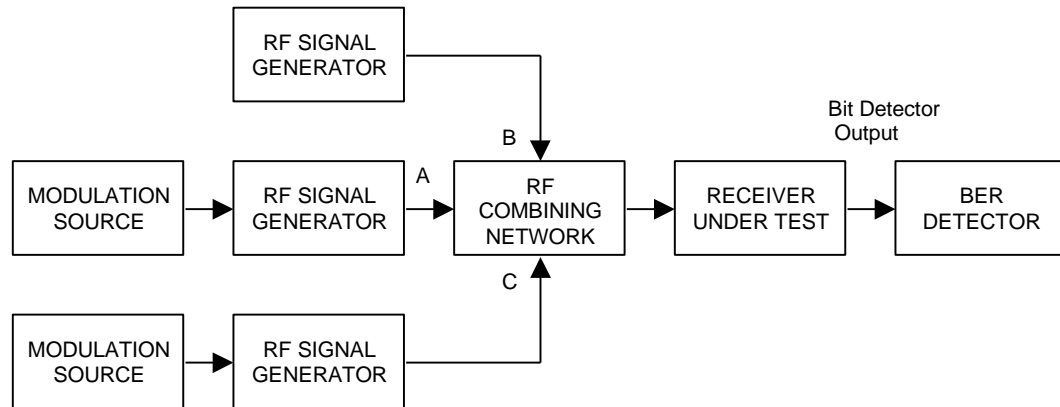 RF SIGNAL
GENERATOR
Bit Detector
Output
B
A
MODULATION
SOURCE
RF SIGNAL
GENERATOR
RF
COMBINING
NETWORK
RECEIVER
UNDER TEST
BER
DETECTOR
C
MODULATION
SOURCE
RF SIGNAL
GENERATOR